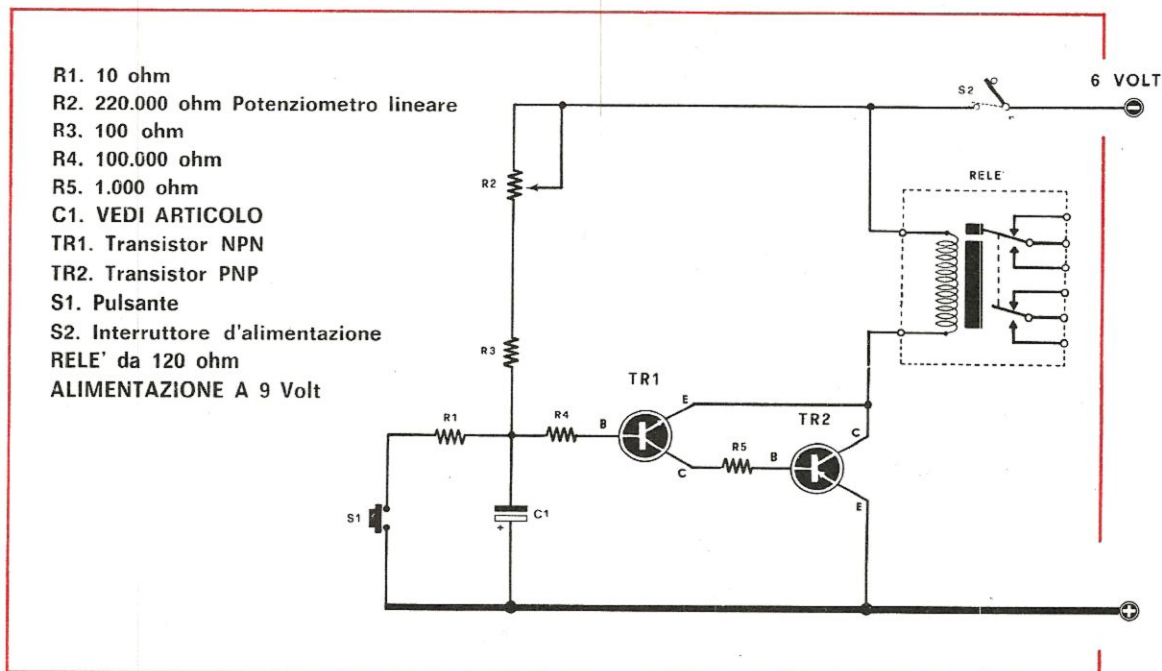 R1. 10 ohm
R2. 220.000 ohm Potenziometro lineare
R3. 100 ohm
R4. 100.000 ohm
R5. 1.000 ohm
C1. VEDI ARTICOLO
TR1. Transistor NPN
TR2. Transistor PNP
S1. Pulsante
S2. Interruttore d'alimentazione
RELE' da 120 ohm
ALIMENTAZIONE A 9 Volt
6 VOLT
S2
−
R2
RELE'
R3
TR1
E
TR2
R1
R4
B
C
R5
B
C
E
S1
C1
+
+